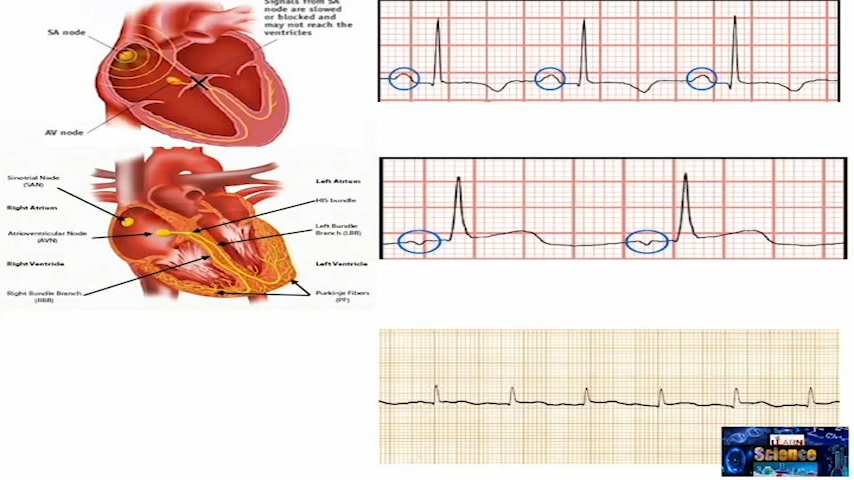 Signals from SA
node are slowed
or blocked and
may not reach the
ventricles
SA node
AV node
Sinotrial Node
(SAN)
Left Atrium
HIS bundle
Right Atrium
Atrioventricular Node
(AVN)
Left Bundle
Branch (LBB)
Right Ventricle
Left Ventricle
Right Bundle Branch
(RBB)
Purkinje Fibers
(PF)
LEARN
Science